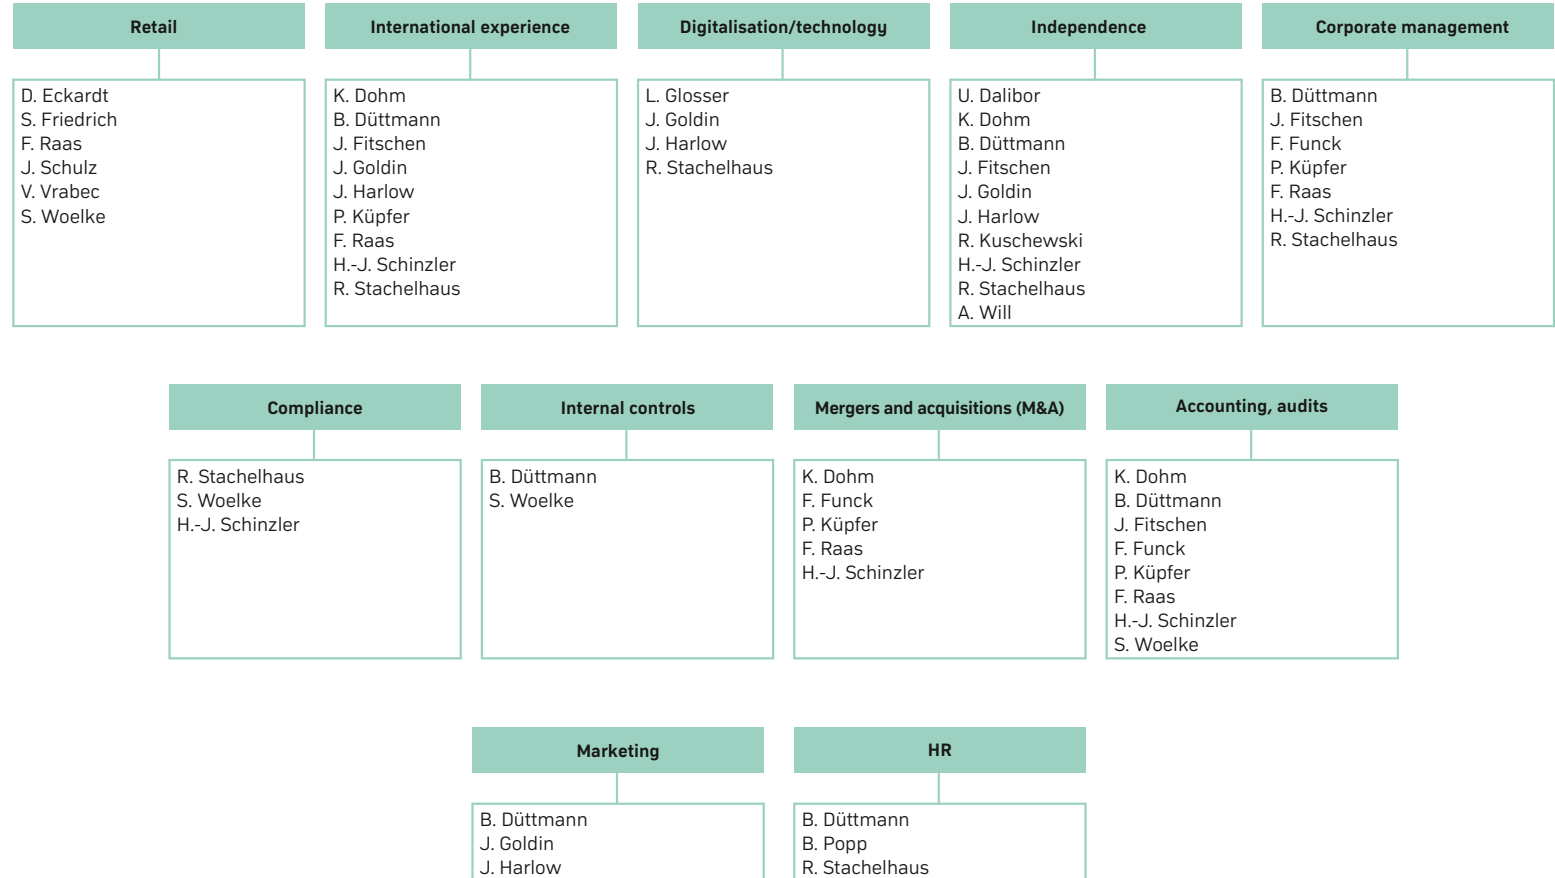 Retail
D. Eckardt
S. Friedrich
F. Raas
J. Schulz
V. Vrabec
S. Woelke
International experience
K. Dohm
B. Düttmann
J. Fitschen
J. Goldin
J. Harlow
P. Küpfer
F. Raas
H.-J. Schinzler
R. Stachelhaus
Digitalisation/technology
L. Glosser
J. Goldin
J. Harlow
R. Stachelhaus
Independence
U. Dalibor
K. Dohm
B. Düttmann
J. Fitschen
J. Goldin
J. Harlow
R. Kuschewski
H.-J. Schinzler
R. Stachelhaus
A. Will
Corporate management
B. Düttmann
J. Fitschen
F. Funck
P. Küpfer
F. Raas
H.-J. Schinzler
R. Stachelhaus
Compliance
R. Stachelhaus
S. Woelke
H.-J. Schinzler
Internal controls
B. Düttmann
S. Woelke
Mergers and acquisitions (M&A)
K. Dohm
F. Funck
P. Küpfer
F. Raas
H.-J. Schinzler
Accounting, audits
K. Dohm
B. Düttmann
J. Fitschen
F. Funck
P. Küpfer
F. Raas
H.-J. Schinzler
S. Woelke
Marketing
B. Düttmann
J. Goldin
J. Harlow
HR
B. Düttmann
B. Popp
R. Stachelhaus